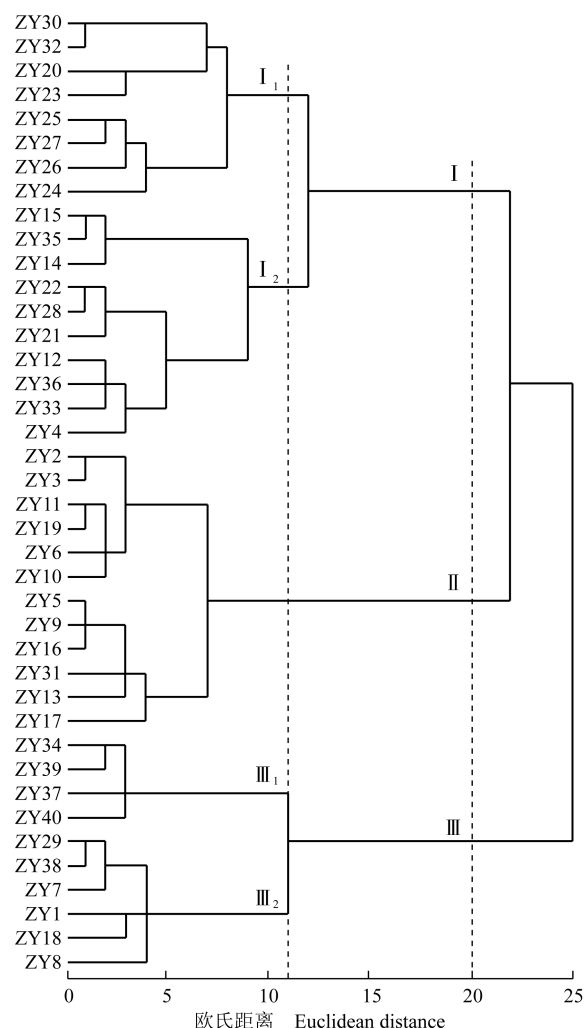 ZY30
ZY32
ZY20
ZY23
Ⅰ1
ZY25
ZY27
ZY26
Ⅰ
ZY24
ZY15
ZY35
ZY14
Ⅰ2
ZY22
ZY28
ZY21
ZY12
ZY36
ZY33
ZY4
ZY2
ZY3
ZY11
ZY19
ZY6
ZY10
Ⅱ
ZY5
ZY9
ZY16
ZY31
ZY13
ZY17
ZY34
ZY39
Ⅲ1
ZY37
ZY40
Ⅲ
ZY29
ZY38
ZY7
Ⅲ2
ZY1
ZY18
ZY8
0 5 10 15 20 25
欧氏距离 Euclidean distance